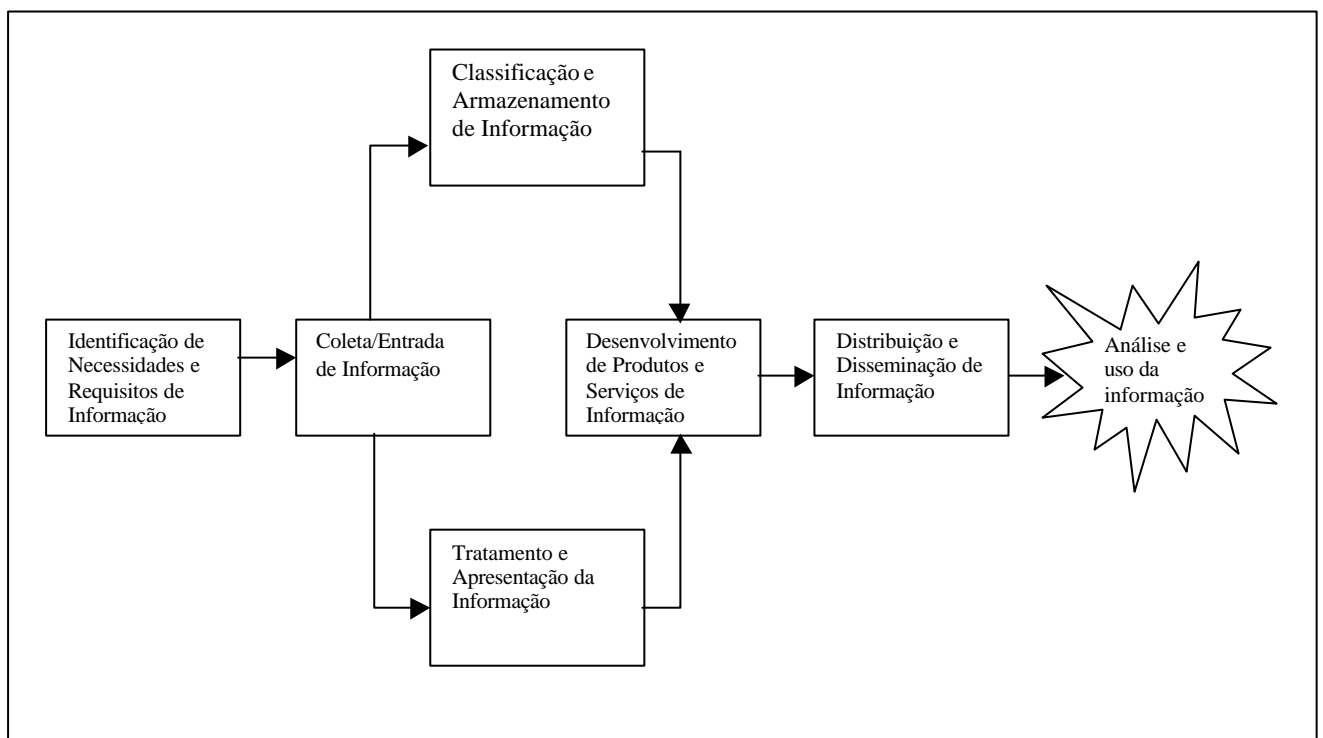 Classificação e
Armazenamento
de Informação
Identificação de
Necessidades e
Requisitos de
Informação
Coleta/Entrada
de Informação
Desenvolvimento
de Produtos e
Serviços de
Informação
Distribuição e
Disseminação de
Informação
Análise e
uso da
informação
Tratamento e
Apresentação da
Informação